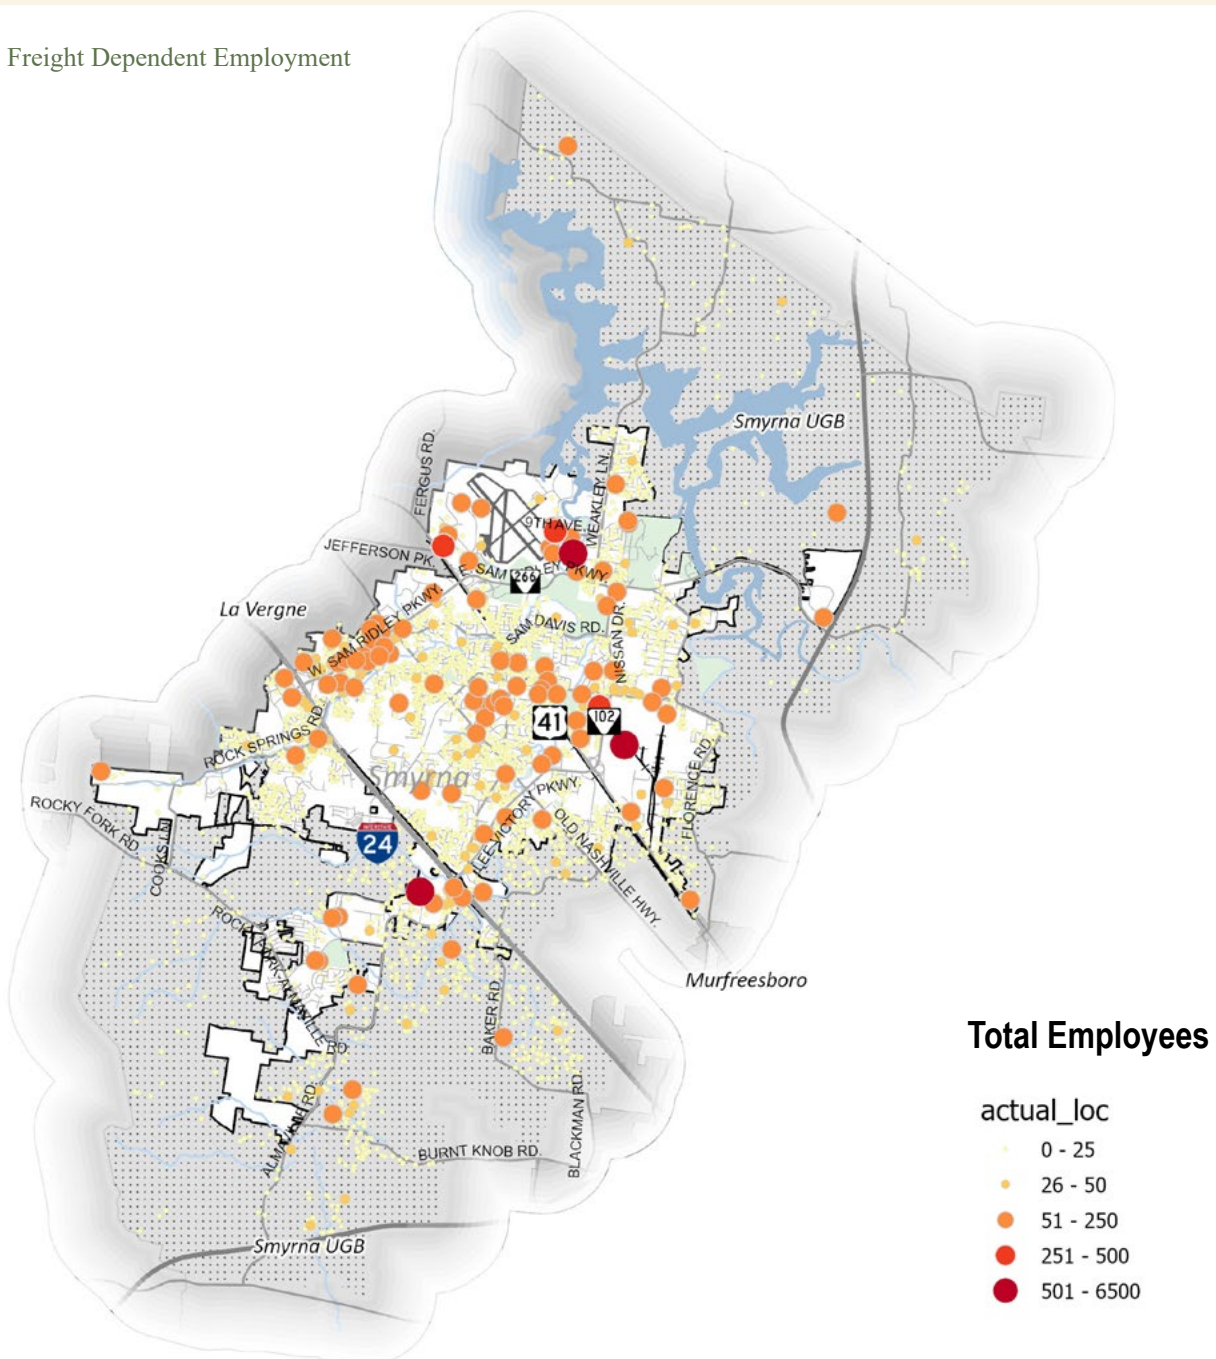 Freight Dependent Employment
Smyrna UGB
FERGUS RD.
WEAKLEY LN.
9TH AVE.
JEFFERSON PK.
E. SAM RIDLEY PKWY.
266
La Vergne
W. SAM RIDLEY PKWY.
SAM DAVIS RD.
NISSAN DR.
41
102
ROCK SPRINGS RD.
Smyrna
FLORENCE RD.
ROCKY FORK RD.
COOKS LN.
INTERSTATE
24
LEE VICTORY PKWY.
OLD NASHVILLE HWY.
Murfreesboro
BAKER RD.
BLACKMAN RD.
BURNT KNOB RD.
Smyrna UGB
Total Employees
actual_loc
0 - 25
26 - 50
51 - 250
251 - 500
501 - 6500